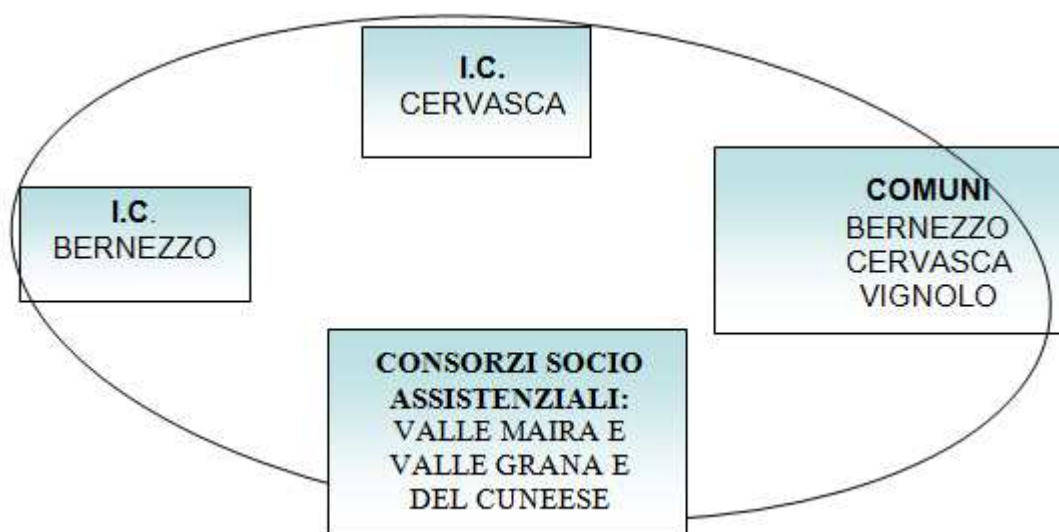 I.C.
CERVASCA
I.C.
BERNEZZO
COMUNI
BERNEZZO
CERVASCA
VIGNOLO
CONSORZI SOCIO
ASSISTENZIALI:
VALLE MAIRA E
VALLE GRANA E
DEL CUNEESE